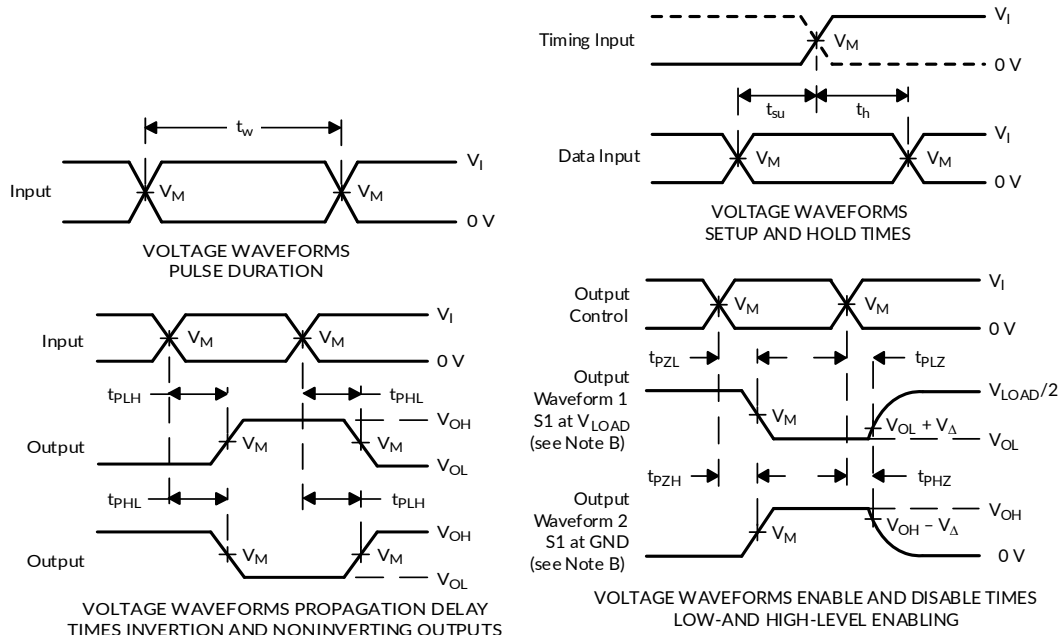 t_w
Input
V_M
V_M
V_I
0 V
VOLTAGE WAVEFORMS
PULSE DURATION
Timing Input
V_M
V_I
0 V
t_su
t_h
Data Input
V_M
V_M
V_I
0 V
VOLTAGE WAVEFORMS
SETUP AND HOLD TIMES
Input
V_M
V_M
V_I
0 V
t_PLH
t_PHL
Output
V_M
V_M
V_OH
V_OL
t_PHL
t_PLH
Output
V_M
V_M
V_OH
V_OL
VOLTAGE WAVEFORMS PROPAGATION DELAY
TIMES INVERTION AND NONINVERTING OUTPUTS
Output
Control
V_M
V_M
V_I
0 V
t_PZL
t_PLZ
Output
Waveform 1
S1 at V_LOAD
(see Note B)
V_M
V_LOAD/2
V_OL + V_Δ
V_OL
t_PZH
t_PHZ
Output
Waveform 2
S1 at GND
(see Note B)
V_M
V_OH
V_OH – V_Δ
0 V
VOLTAGE WAVEFORMS ENABLE AND DISABLE TIMES
LOW-AND HIGH-LEVEL ENABLING